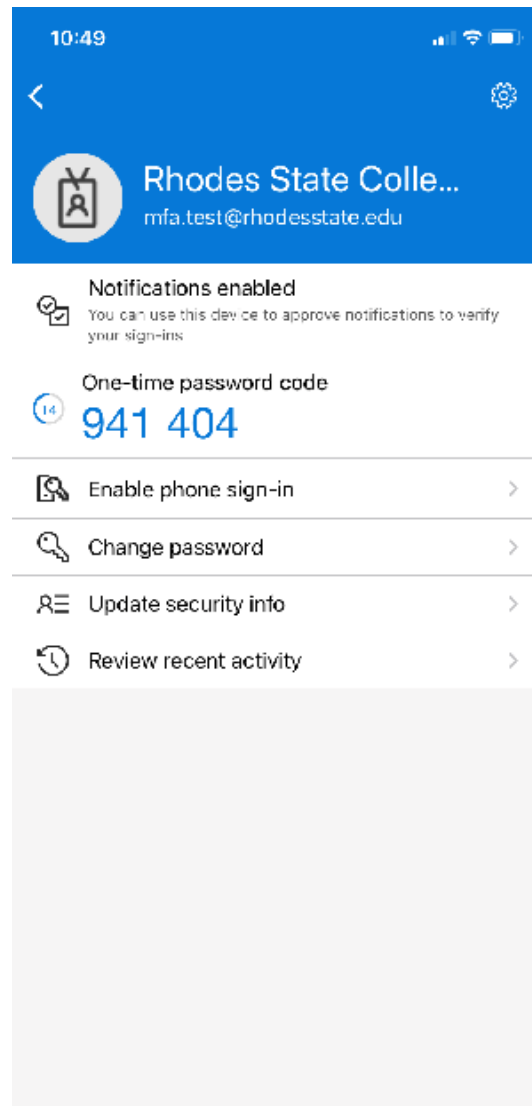 10:49
Rhodes State Colle...
mfa.test@rhodesstate.edu
Notifications enabled
You can use this device to approve notifications to verify
your sign-ins
One-time password code
14
941 404
Enable phone sign-in
Change password
Update security info
Review recent activity